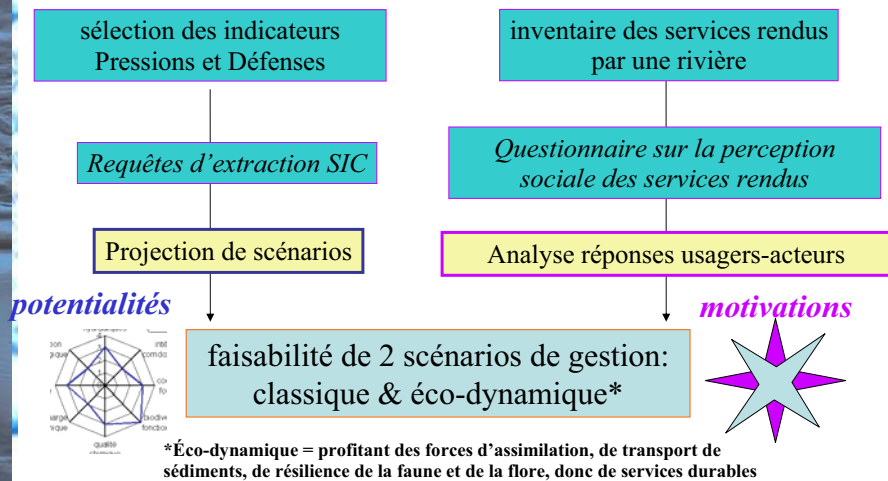 sélection des indicateurs
Pressions et Défenses
inventaire des services rendus
par une rivière
Requêtes d'extraction SIC
Questionnaire sur la perception
sociale des services rendus
Projection de scénarios
Analyse réponses usagers-acteurs
potentialités
motivations
faisabilité de 2 scénarios de gestion:
classique & éco-dynamique*
qualité
*Éco-dynamique = profitant des forces d'assimilation, de transport de
sédiments, de résilience de la faune et de la flore, donc de services durables